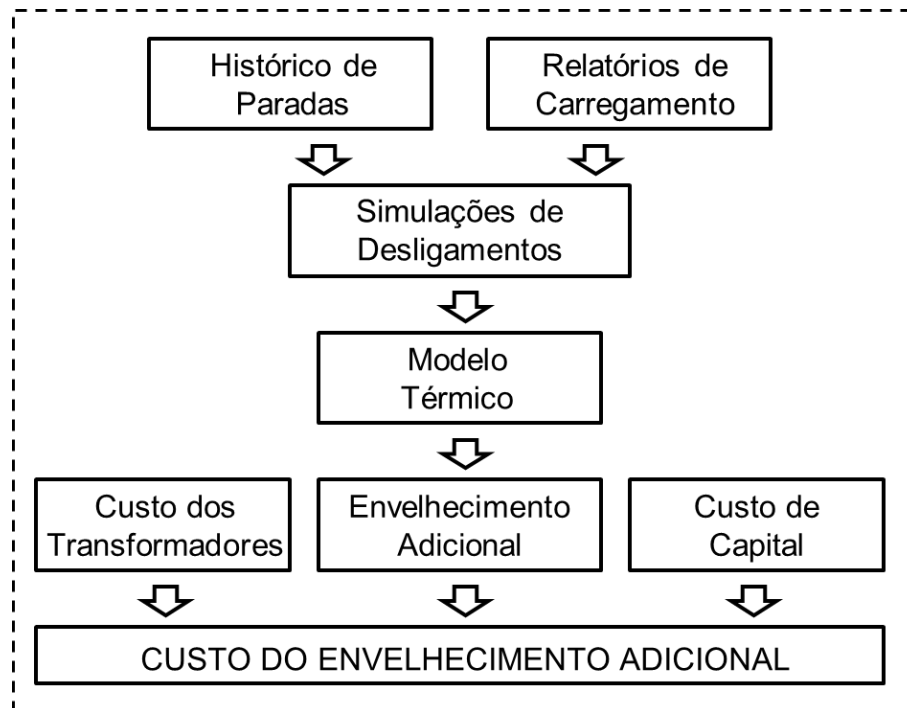 Histórico de
Paradas
Relatórios de
Carregamento
Simulações de
Desligamentos
Modelo
Térmico
Custo dos
Transformadores
Envelhecimento
Adicional
Custo de
Capital
CUSTO DO ENVELHECIMENTO ADICIONAL